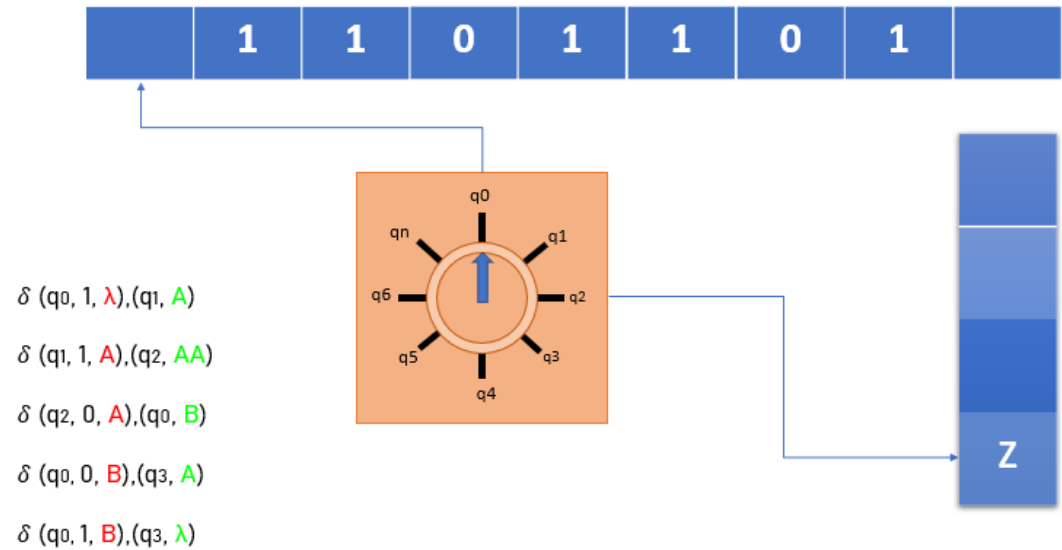 1 1 0 1 1 0 1
q0
qn
q1
q6
q2
q5
q3
q4
Z
δ (q0, 1, λ),(q1, A)
δ (q1, 1, A),(q2, AA)
δ (q2, 0, A),(q0, B)
δ (q0, 0, B),(q3, A)
δ (q0, 1, B),(q3, λ)